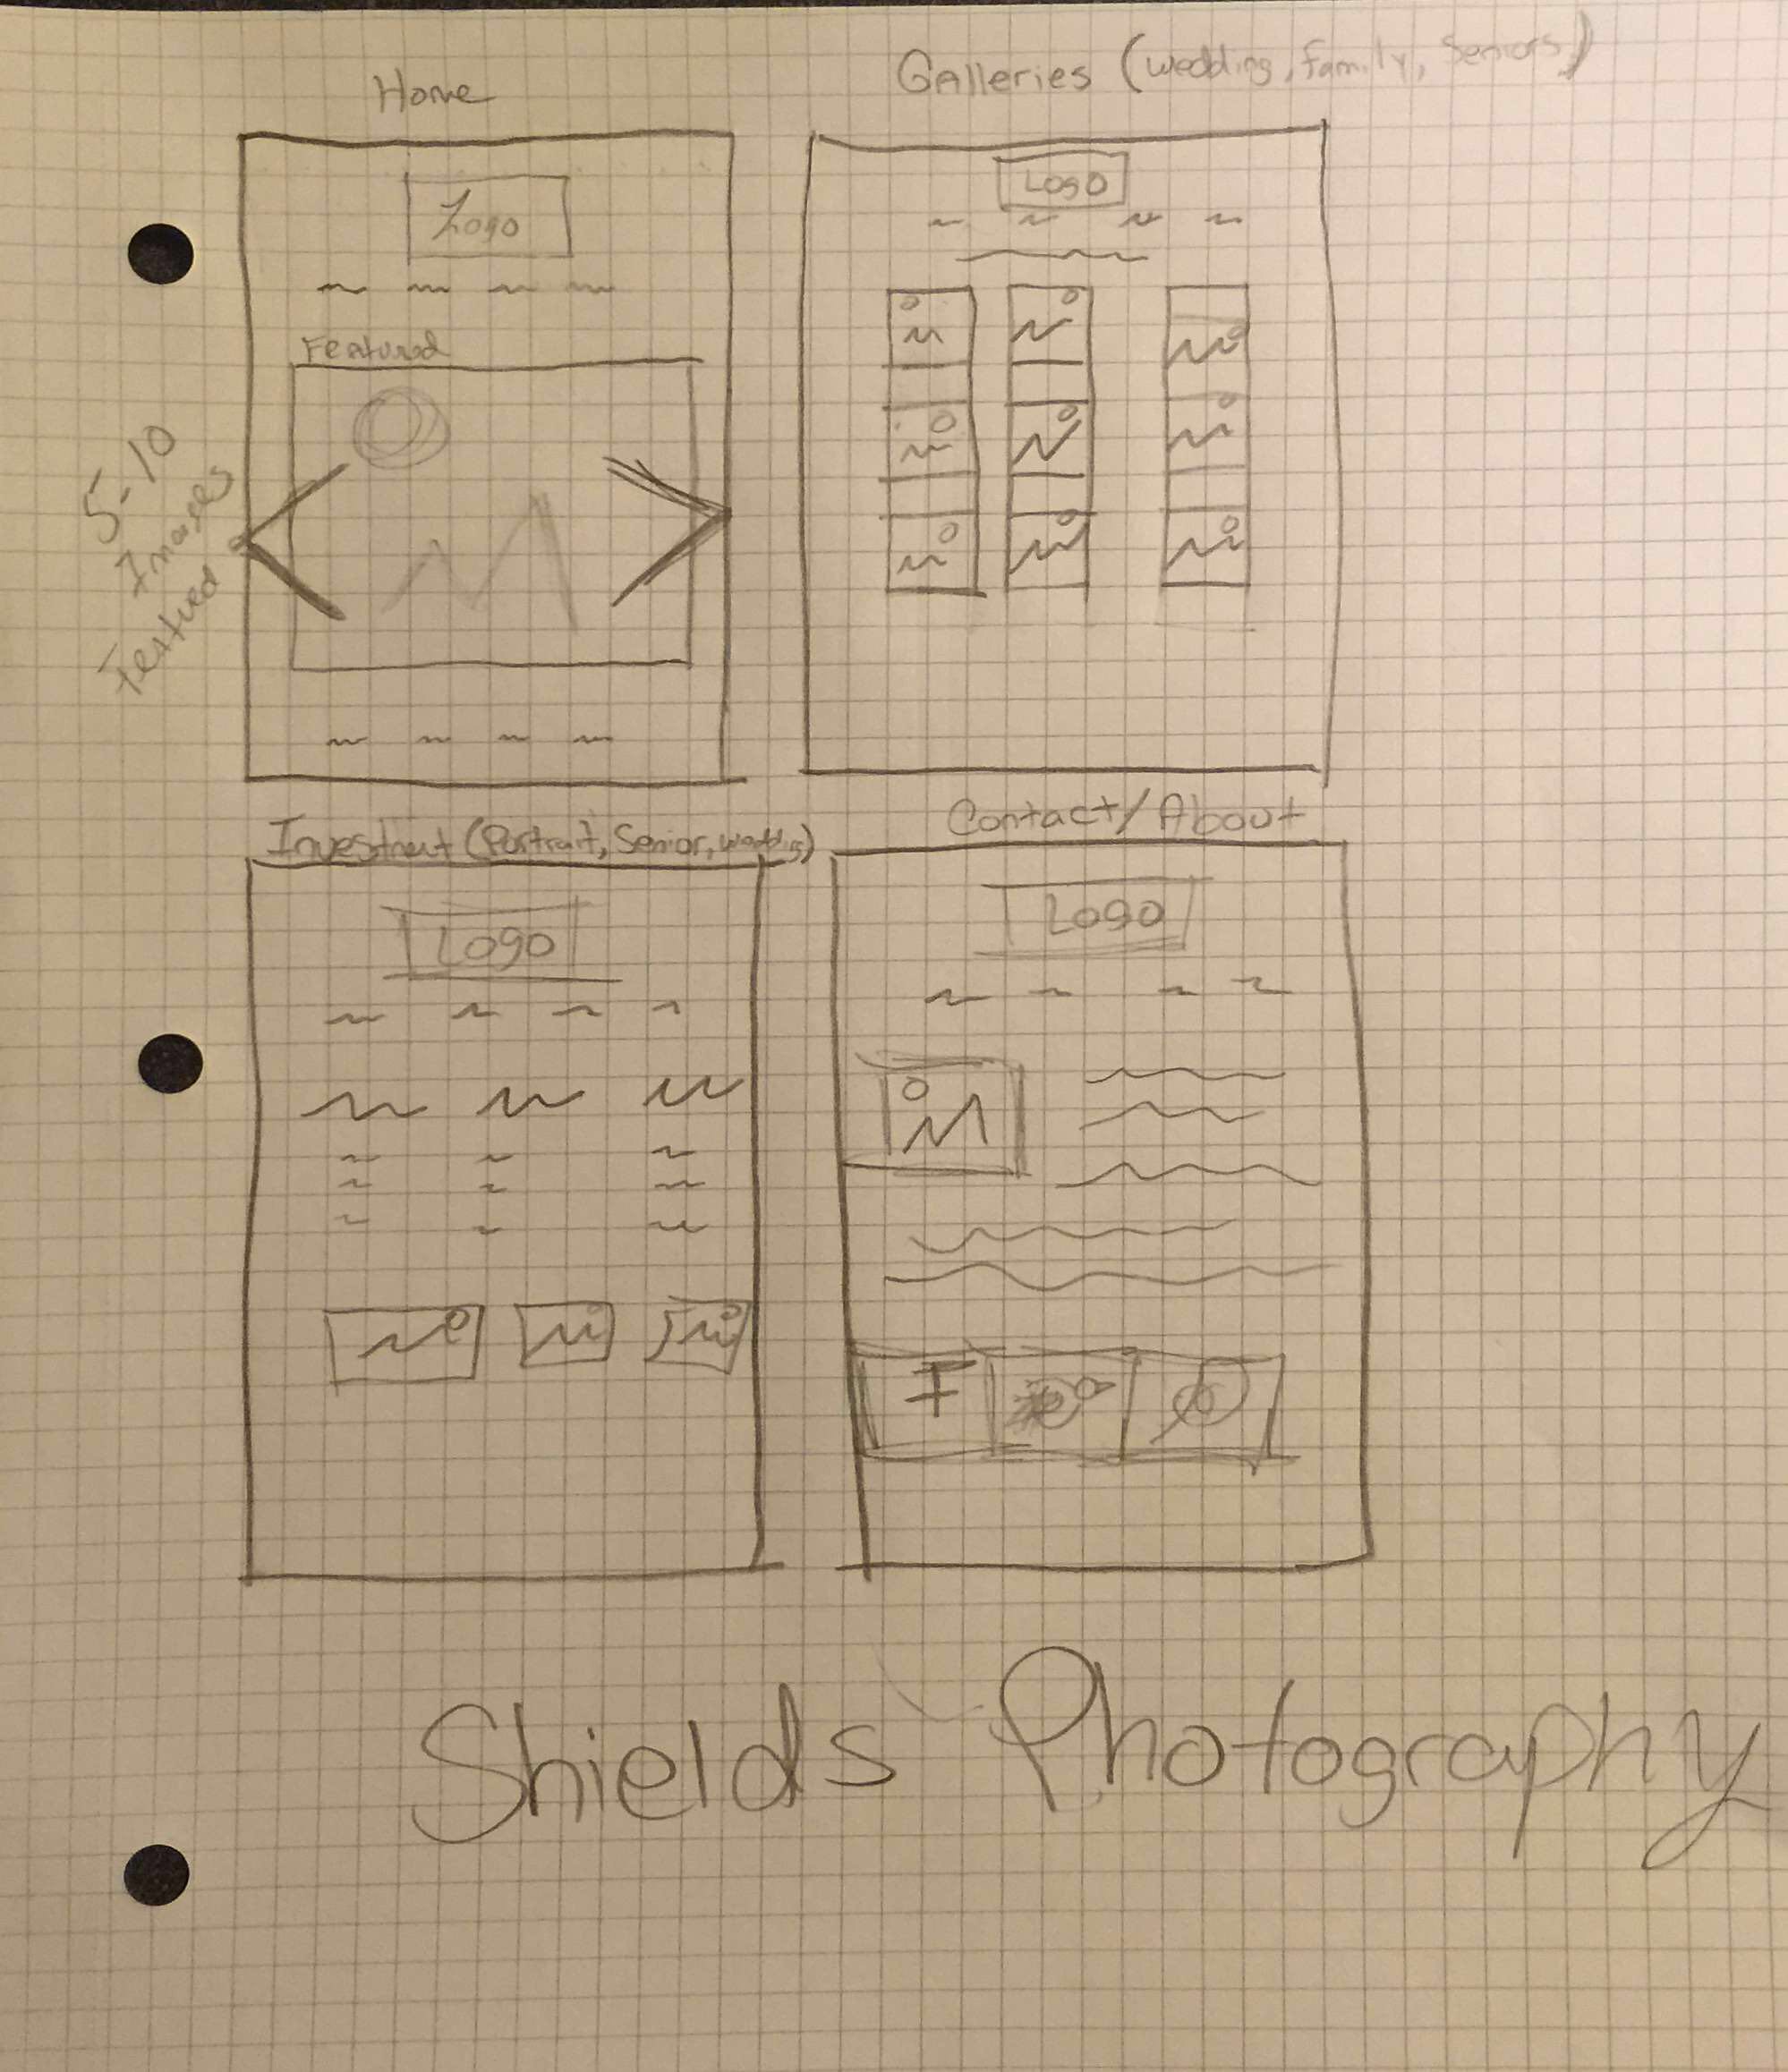 Home
Galleries (Wedding, Family, Seniors)
Logo
Logo
Featured
5-10
Images
Featured
Investment (Portrait, Senior, Wedding)
Contact/About
Logo
Logo
F
Shields Photography